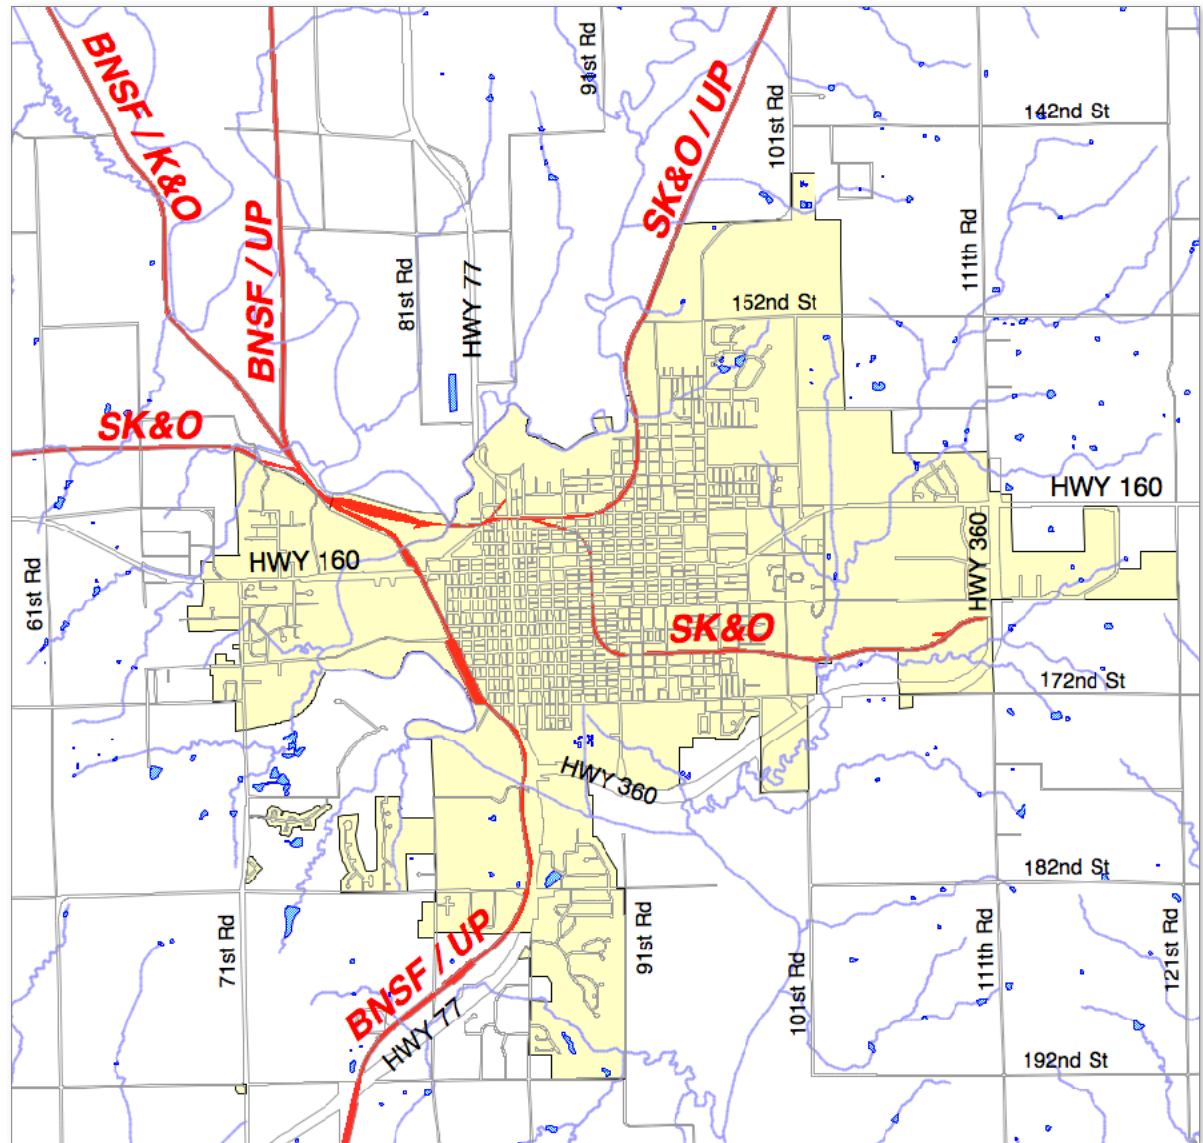 91st Rd
BNSF / K&O
SK&O / UP
101st Rd
142nd St
BNSF / UP
81st Rd
HWY 77
111th Rd
152nd St
SK&O
HWY 160
HWY 160
HWY 360
61st Rd
SK&O
172nd St
HWY 360
182nd St
71st Rd
BNSF / UP
91st Rd
101st Rd
111th Rd
121st Rd
HWY 77
192nd St